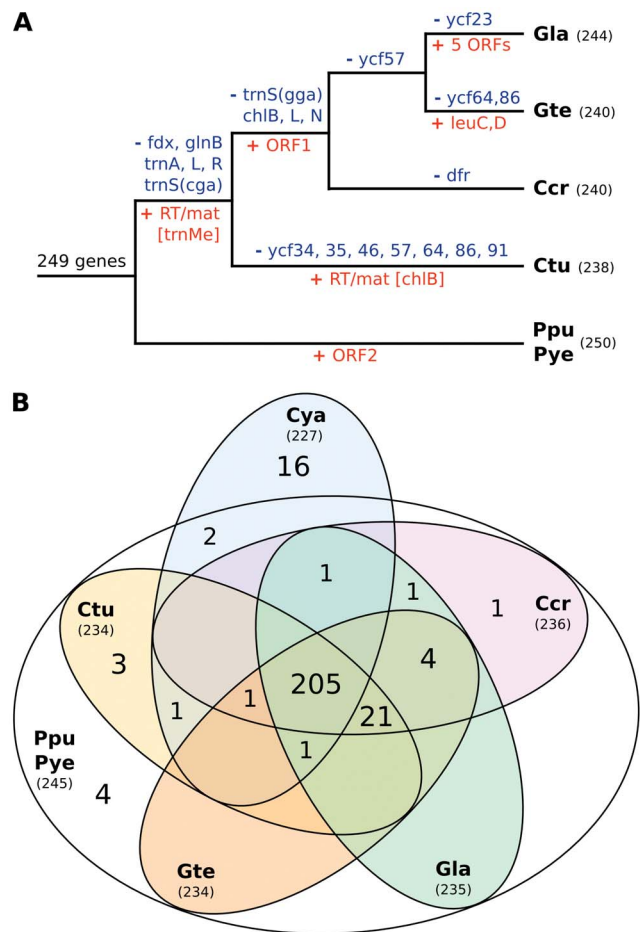 A
- ycf23
Gla (244)
+ 5 ORFs
- ycf57
- trnS(gga)
chlB, L, N
- ycf64,86
Gte (240)
+ leuC,D
- fdx, glnB
trnA, L, R
trnS(cga)
+ ORF1
- dfr
Ccr (240)
+ RT/mat
[trnMe]
- ycf34, 35, 46, 57, 64, 86, 91
249 genes
Ctu (238)
+ RT/mat [chlB]
Ppu
Pye (250)
+ ORF2
B
Cya
(227)
16
2
1
1
1
Ccr
(236)
Ctu
(234)
3
4
205
1
1
21
Ppu
Pye
(245)
1
4
Gte
(234)
Gla
(235)